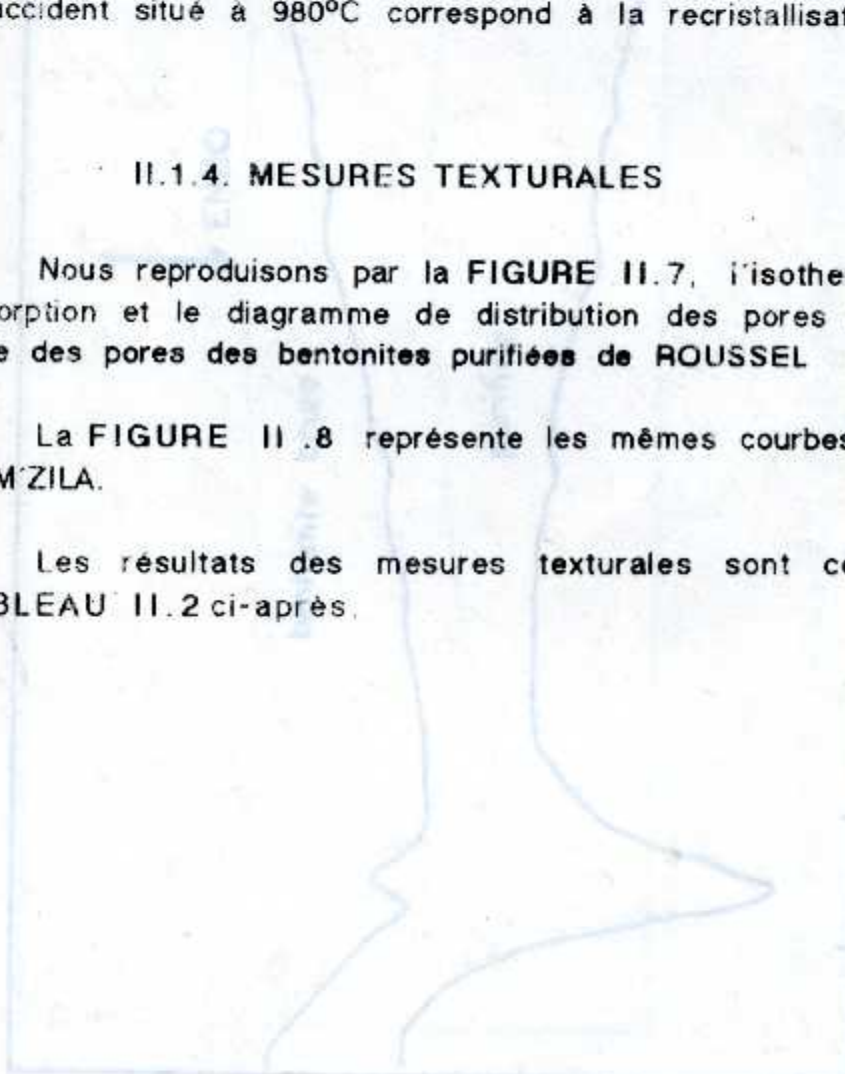 accident situé à 980°C correspond à la recristallisat
II.1.4. MESURES TEXTURALES
Nous reproduisons par la FIGURE II.7, l'isothe
orption et le diagramme de distribution des pores
e des pores des bentonites purifiées de ROUSSEL
La FIGURE II .8 représente les mêmes courbes
M'ZILA.
Les résultats des mesures texturales sont co
BLEAU II.2 ci-après.